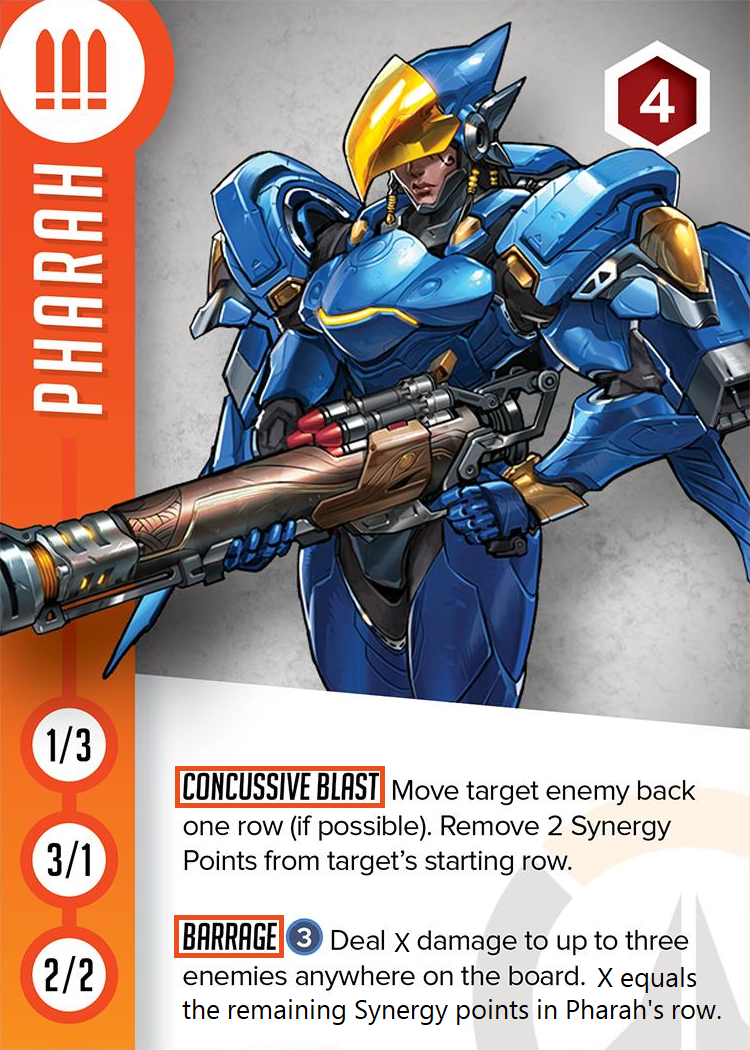 PHARAH
4
1/3
3/1
2/2
CONCUSSIVE BLAST Move target enemy back
one row (if possible). Remove 2 Synergy
Points from target's starting row.
BARRAGE 3 Deal X damage to up to three
enemies anywhere on the board. X equals
the remaining Synergy points in Pharah's row.